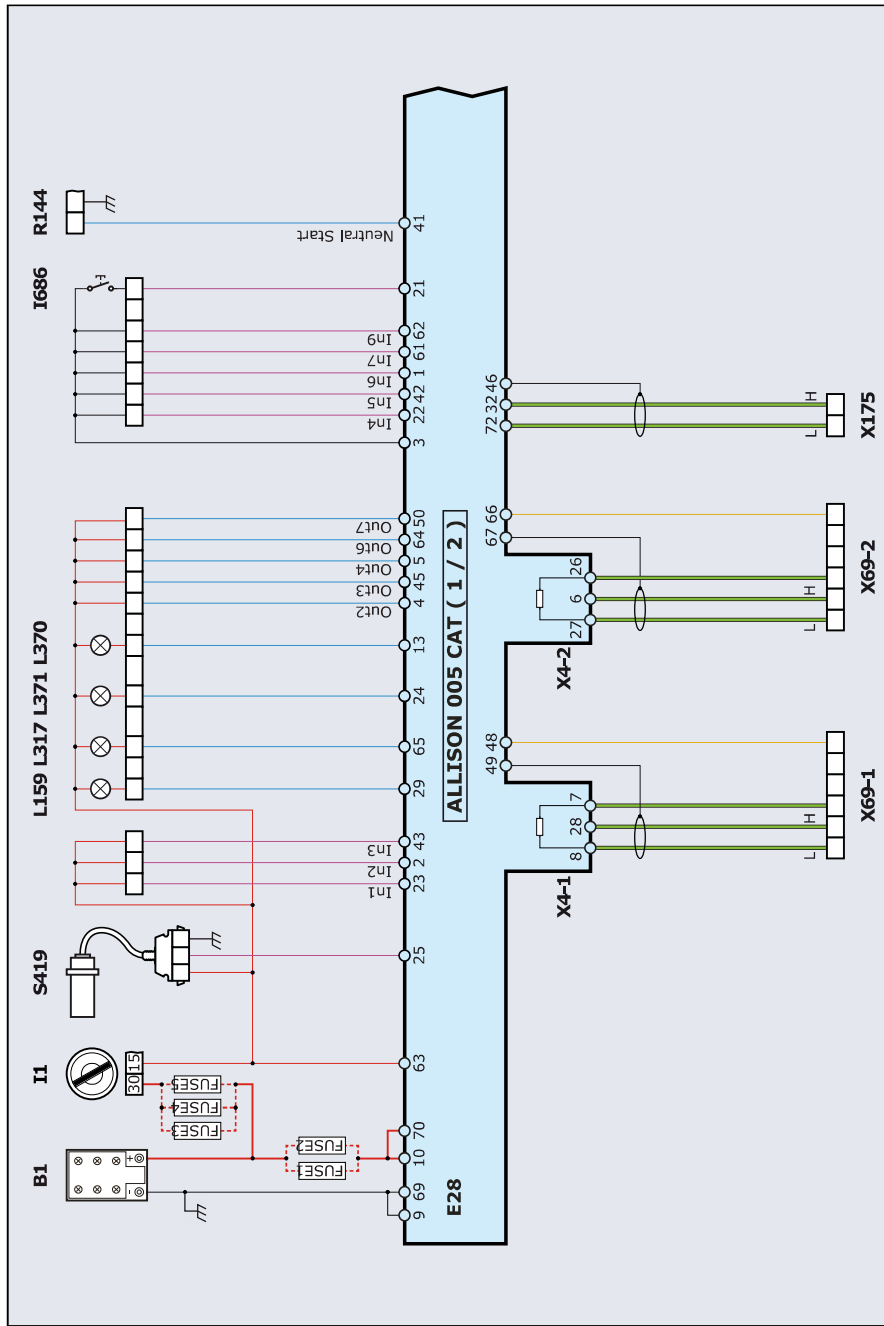 B1
I1
S419
L159 L317 L371 L370
I686
R144
- +
30 15
FUSE3
FUSE4
FUSE5
FUSE1
FUSE2
In1
In2
In3
Out2
Out3
Out4
Out6
Out7
In4
In5
In6
In7
In9
Neutral Start
9 69 10 70 63 25 23 2 43 29 65 24 13 4 45 5 64 50 3 22 42 1 61 62 21 41
E28
ALLISON 005 CAT ( 1 / 2 )
8 28 7 49 48 27 6 26 67 66 72 32 46
X4-1
X4-2
L H
L H
L H
X69-1
X69-2
X175